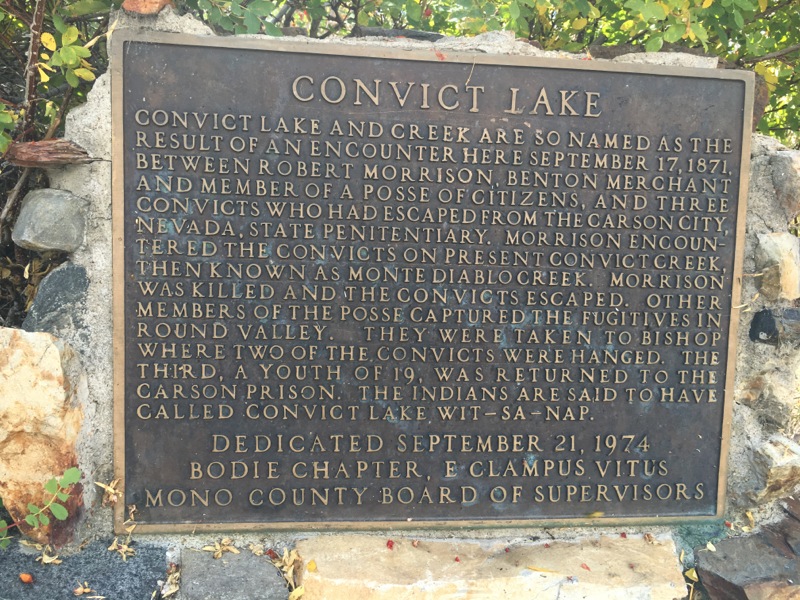 CONVICT LAKE
CONVICT LAKE AND CREEK ARE SO NAMED AS THE
RESULT OF AN ENCOUNTER HERE SEPTEMBER 17, 1871,
BETWEEN ROBERT MORRISON, BENTON MERCHANT
AND MEMBER OF A POSSE OF CITIZENS, AND THREE
CONVICTS WHO HAD ESCAPED FROM THE CARSON CITY,
NEVADA, STATE PENITENTIARY. MORRISON ENCOUN-
TERED THE CONVICTS ON PRESENT CONVICT CREEK,
THEN KNOWN AS MONTE DIABLO CREEK. MORRISON
WAS KILLED AND THE CONVICTS ESCAPED. OTHER
MEMBERS OF THE POSSE CAPTURED THE FUGITIVES IN
ROUND VALLEY. THEY WERE TAKEN TO BISHOP
WHERE TWO OF THE CONVICTS WERE HANGED. THE
THIRD, A YOUTH OF 19, WAS RETURNED TO THE
CARSON PRISON. THE INDIANS ARE SAID TO HAVE
CALLED CONVICT LAKE WIT-SA-NAP.
DEDICATED SEPTEMBER 21, 1974
BODIE CHAPTER, E CLAMPUS VITUS
MONO COUNTY BOARD OF SUPERVISORS